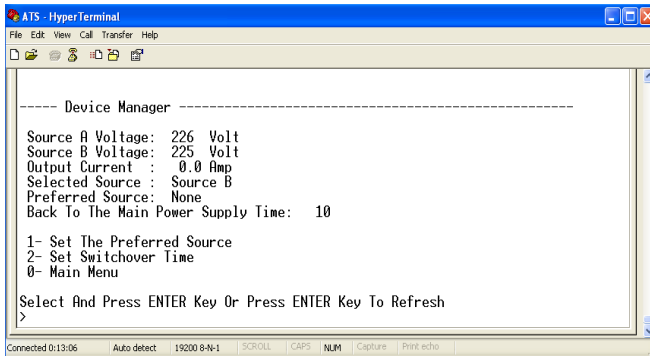 ATS - HyperTerminal
File Edit View Call Transfer Help
----- Device Manager -----------------------------------------------------
Source A Voltage: 226 Volt
Source B Voltage: 225 Volt
Output Current : 0.0 Amp
Selected Source : Source B
Preferred Source: None
Back To The Main Power Supply Time: 10
1- Set The Preferred Source
2- Set Switchover Time
0- Main Menu
Select And Press ENTER Key Or Press ENTER Key To Refresh
>
Connected 0:13:06 Auto detect 19200 8-N-1 SCROLL CAPS NUM Capture Print echo